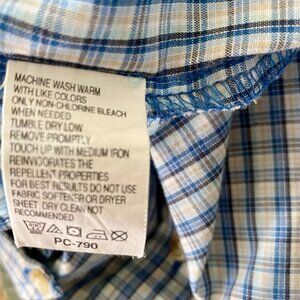 MACHINE WASH WARM
WITH LIKE COLORS
ONLY NON-CHLORINE BLEACH
WHEN NEEDED
TUMBLE DRY LOW
REMOVE PROMPTLY
TOUCH UP WITH MEDIUM IRON
REINVIGORATES THE
REPELLENT PROPERTIES
FOR BEST RESULTS DO NOT USE
FABRIC SOFTENER OR DRYER
SHEET DRY CLEAN NOT
RECOMMENDED
PC-790